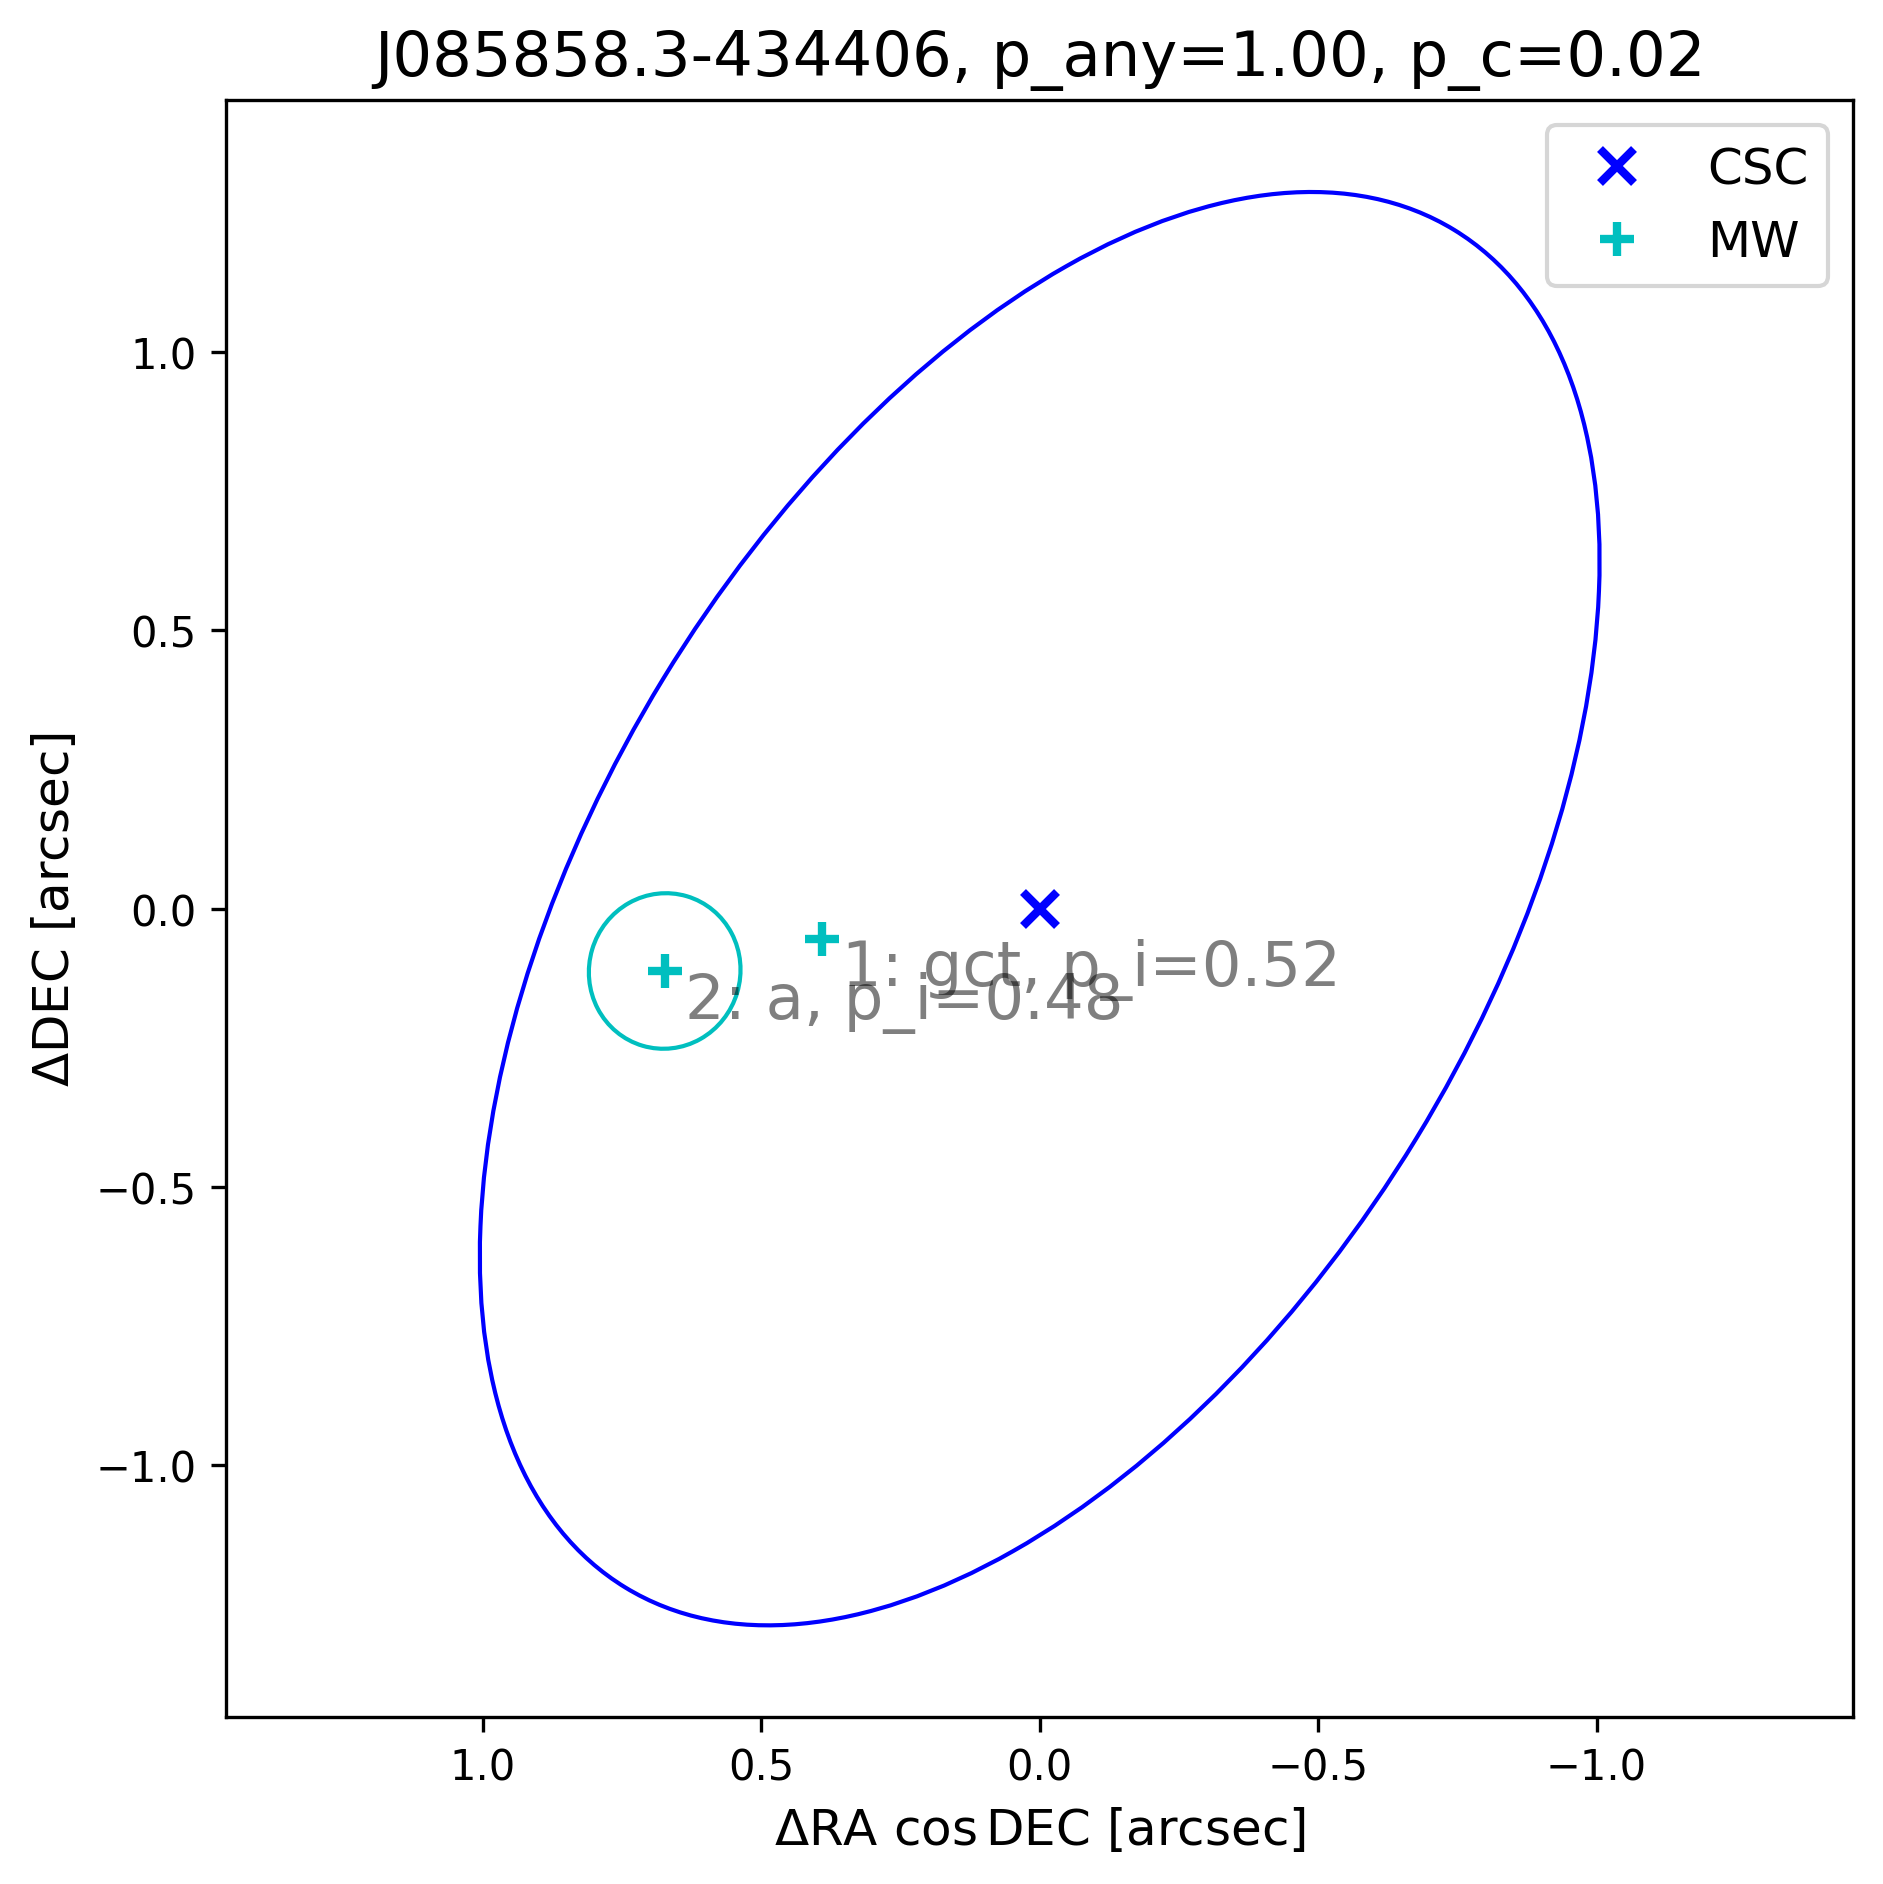 J085858.3-434406, p_any=1.00, p_c=0.02
CSC
MW
1.0
0.5
0.0
−0.5
−1.0
ΔDEC [arcsec]
1: gct, p_i=0.52
2: a, p_i=0.48
1.0
0.5
0.0
−0.5
−1.0
ΔRA cos DEC [arcsec]